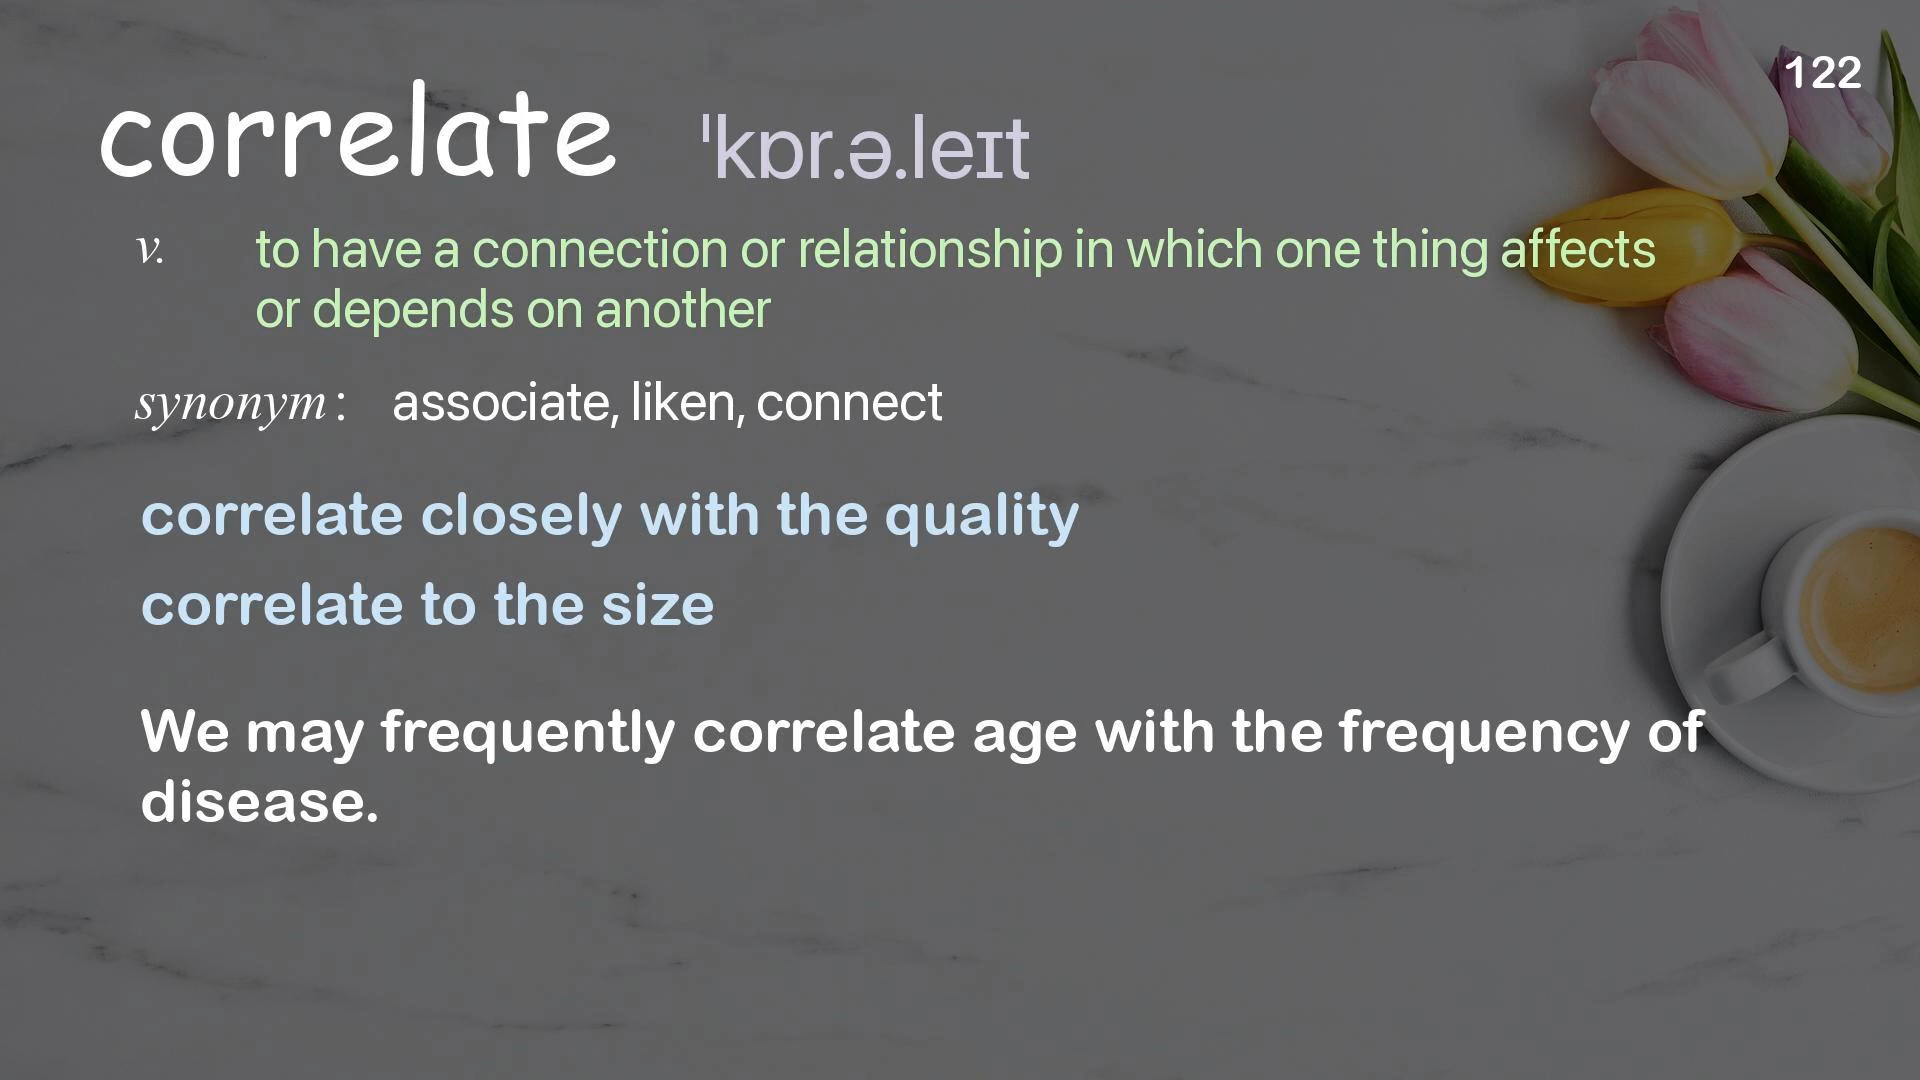 122
correlate ˈkɒr.ə.leɪt
v. to have a connection or relationship in which one thing affects
or depends on another
synonym : associate, liken, connect
correlate closely with the quality
correlate to the size
We may frequently correlate age with the frequency of
disease.